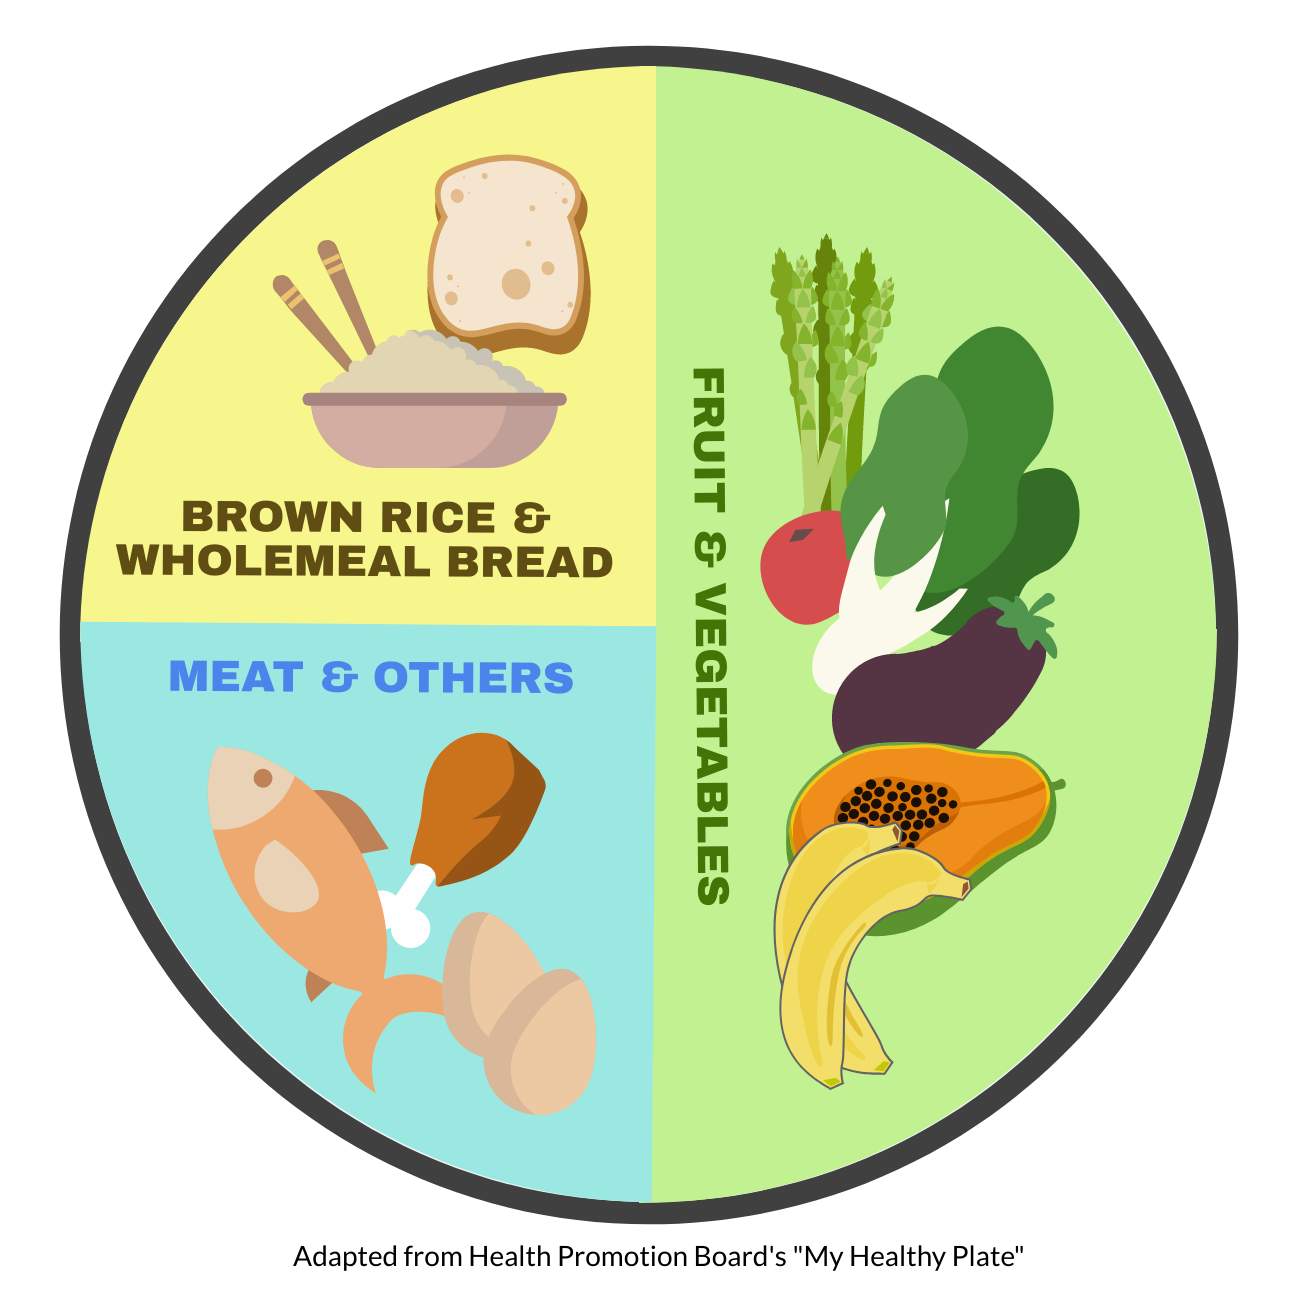 BROWN RICE &
WHOLEMEAL BREAD
MEAT & OTHERS
FRUIT & VEGETABLES
Adapted from Health Promotion Board's "My Healthy Plate"